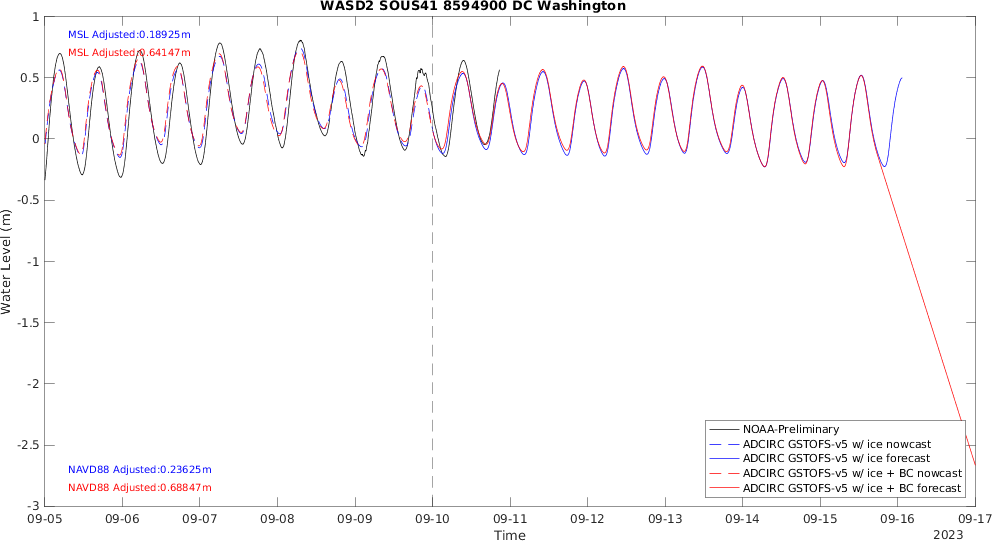 WASD2 SOUS41 8594900 DC Washington
MSL Adjusted:0.18925m
MSL Adjusted:0.64147m
NAVD88 Adjusted:0.23625m
NAVD88 Adjusted:0.68847m
Water Level (m)
1
0.5
0
-0.5
-1
-1.5
-2
-2.5
-3
NOAA-Preliminary
ADCIRC GSTOFS-v5 w/ ice nowcast
ADCIRC GSTOFS-v5 w/ ice forecast
ADCIRC GSTOFS-v5 w/ ice + BC nowcast
ADCIRC GSTOFS-v5 w/ ice + BC forecast
09-05 09-06 09-07 09-08 09-09 09-10 09-11 09-12 09-13 09-14 09-15 09-16 09-17
Time
2023